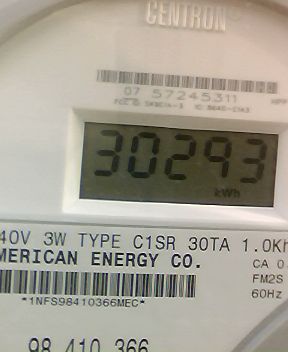 CENTRON®
07 57245311
30293
kWh
40V 3W TYPE C1SR 30TA 1.0Kh
MERICAN ENERGY CO.
CA 0.
FM2S
*1NFS98410366MEC*
60Hz
98 410 366